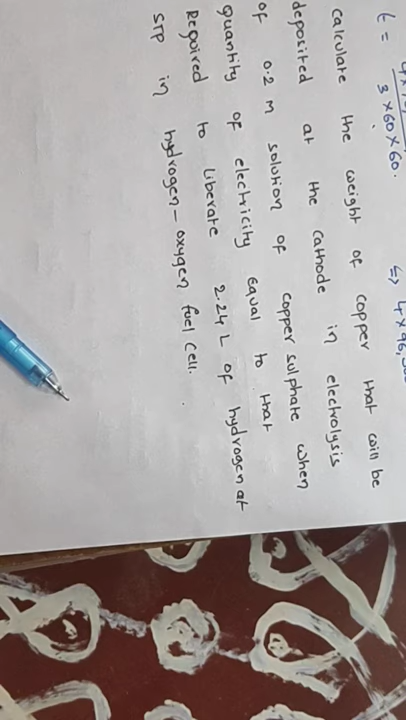 t =
3 × 60 × 60.
⇒ 4 × 96,
calculate the weight of copper that will be
deposited at the cathode in electrolysis
of 0.2 M solution of copper sulphate when
quantity of electricity equal to that
Required to liberate 2.24 L of hydrogen at
STP in hydrogen - oxygen fuel cell.